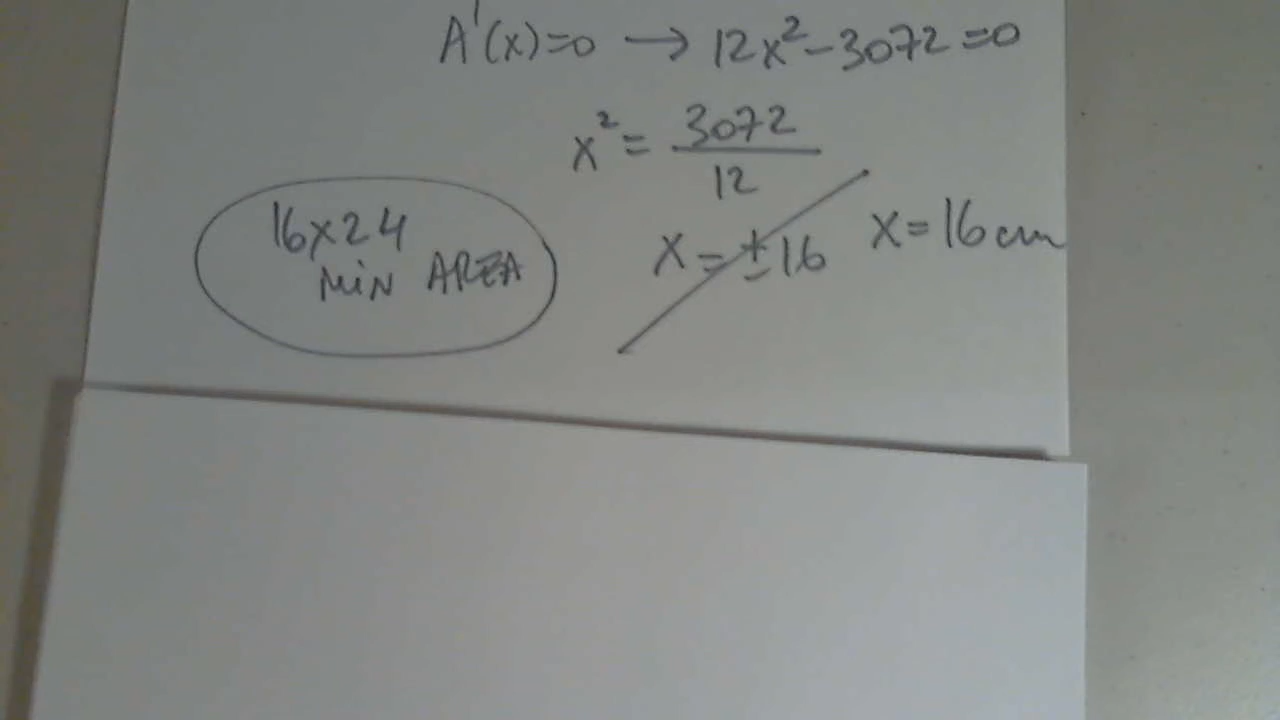 A'(x)=0 → 12x²-3072=0
x² = 3072/12
x = ±16 x=16cm
16x24
MIN AREA